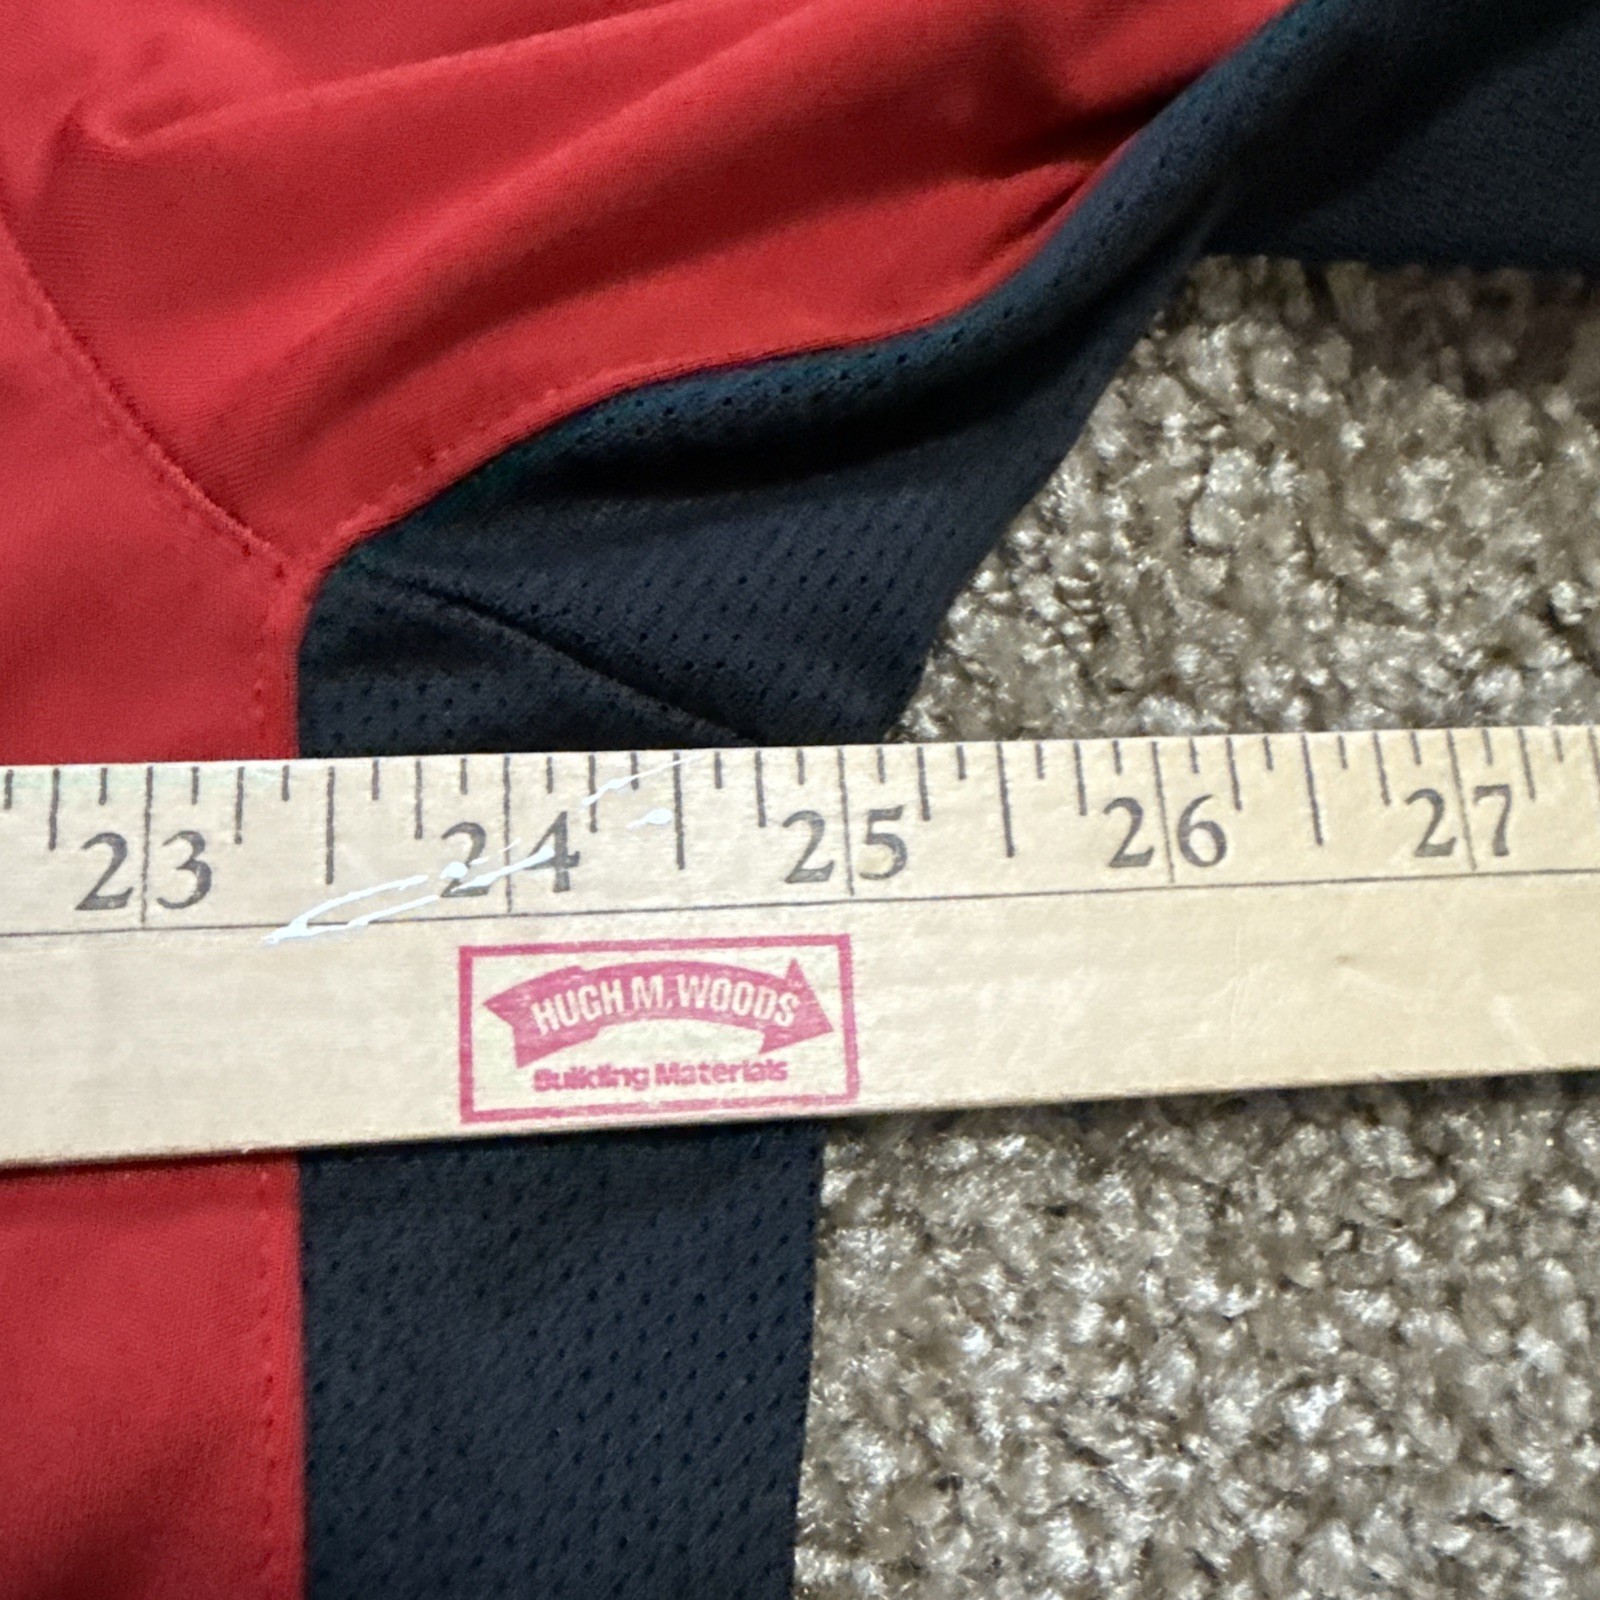 23 24 25 26 27
HUGH M. WOODS
Building Materials